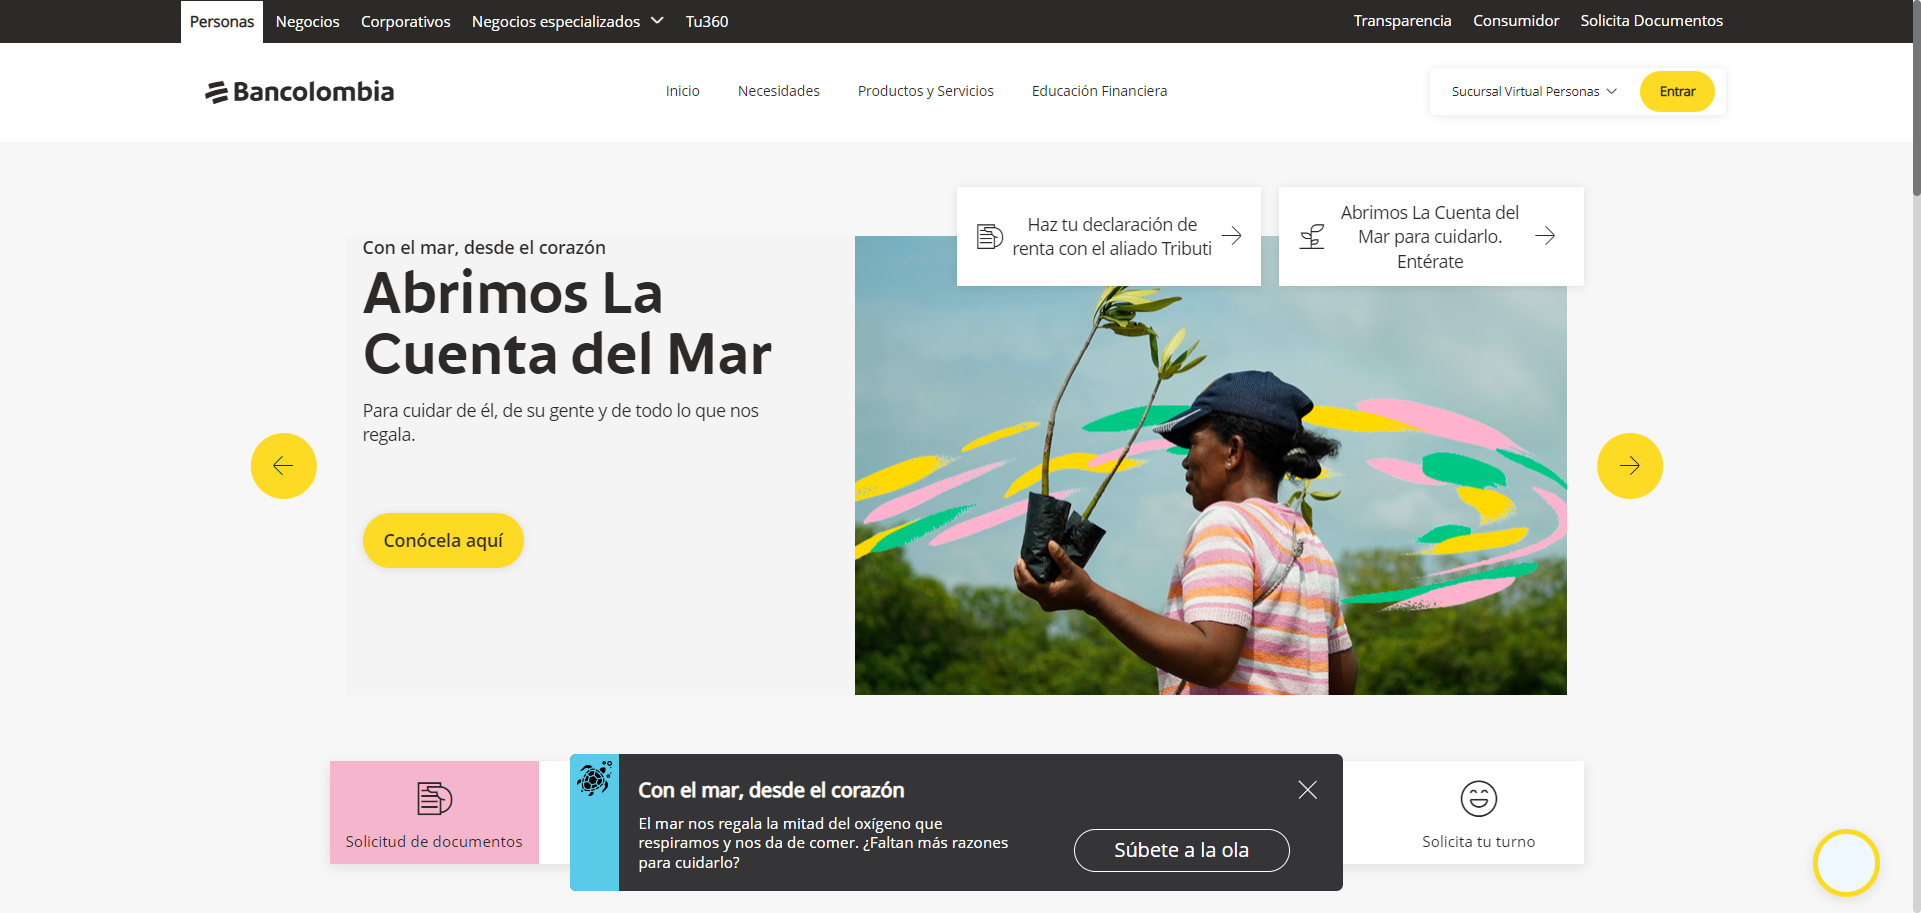 Personas
Negocios
Corporativos
Negocios especializados
Tu360
Transparencia
Consumidor
Solicita Documentos
Bancolombia
Inicio
Necesidades
Productos y Servicios
Educación Financiera
Sucursal Virtual Personas
Entrar
Haz tu declaración de
renta con el aliado Tributi
Abrimos La Cuenta del
Mar para cuidarlo.
Entérate
Con el mar, desde el corazón
Abrimos La
Cuenta del Mar
Para cuidar de él, de su gente y de todo lo que nos
regala.
Conócela aquí
Solicitud de documentos
Con el mar, desde el corazón
El mar nos regala la mitad del oxígeno que
respiramos y nos da de comer. ¿Faltan más razones
para cuidarlo?
Súbete a la ola
Solicita tu turno